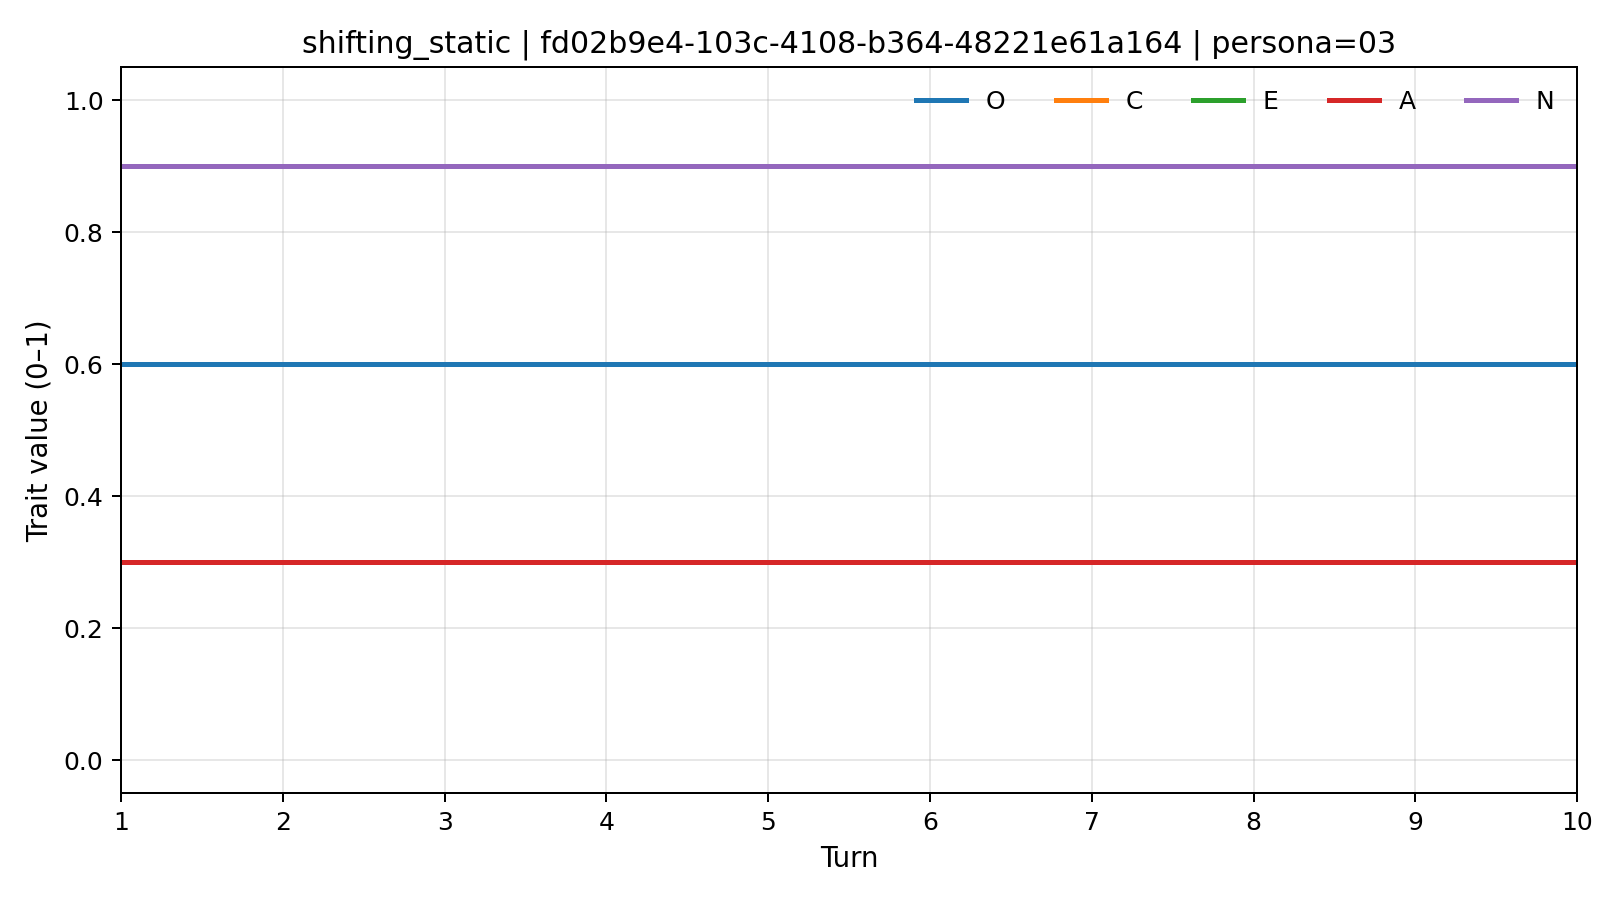 shifting_static | fd02b9e4-103c-4108-b364-48221e61a164 | persona=03
O C E A N
1.0
0.8
0.6
0.4
0.2
0.0
Trait value (0–1)
1 2 3 4 5 6 7 8 9 10
Turn